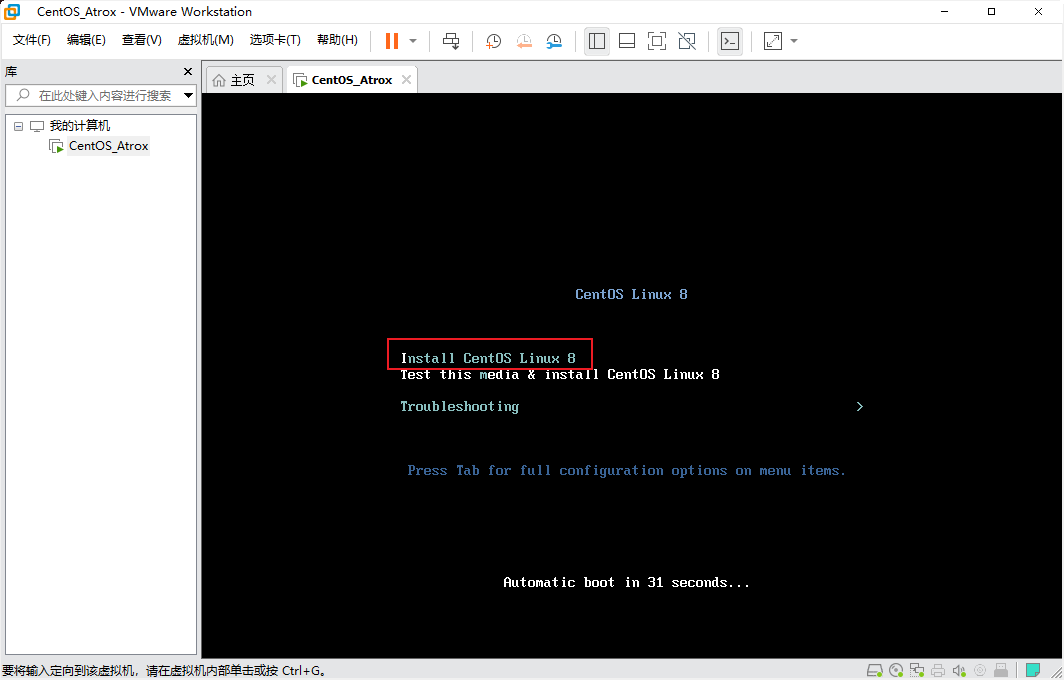 CentOS_Atrox - VMware Workstation
文件(F) 编辑(E) 查看(V) 虚拟机(M) 选项卡(T) 帮助(H)
库
主页
CentOS_Atrox
在此处键入内容进行搜索
我的计算机
CentOS_Atrox
CentOS Linux 8
Install CentOS Linux 8
Test this media & install CentOS Linux 8
Troubleshooting >
Press Tab for full configuration options on menu items.
Automatic boot in 31 seconds...
要将输入定向到该虚拟机，请在虚拟机内部单击或按 Ctrl+G。